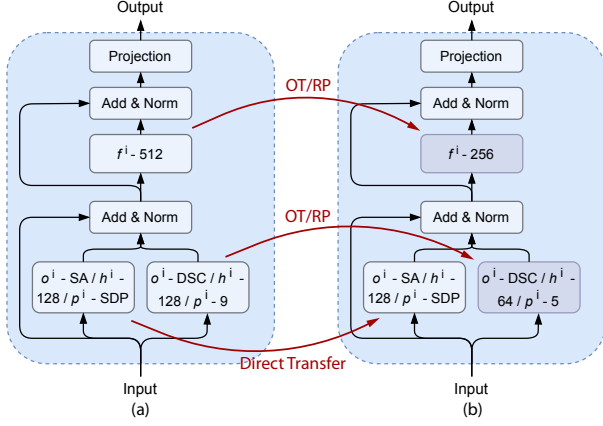 Output
Projection
Add & Norm
f i - 512
Add & Norm
o i - SA / h i -
128 / p i - SDP
o i - DSC / h i -
128 / p i - 9
Input
(a)
OT/RP
OT/RP
Direct Transfer
Output
Projection
Add & Norm
f i - 256
Add & Norm
o i - SA / h i -
128 / p i - SDP
o i - DSC / h i -
64 / p i - 5
Input
(b)